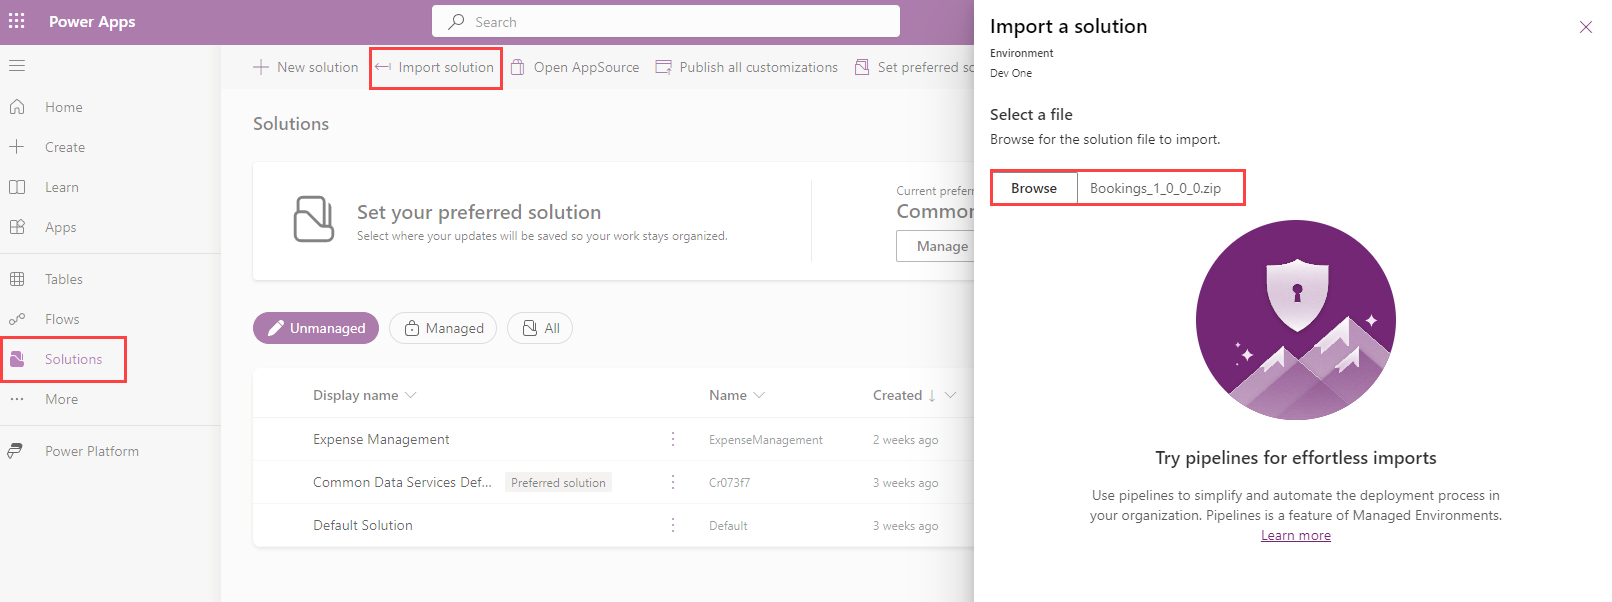 Power Apps
Search
New solution
Import solution
Open AppSource
Publish all customizations
Set preferred so
Home
Create
Learn
Apps
Tables
Flows
Solutions
More
Power Platform
Solutions
Set your preferred solution
Select where your updates will be saved so your work stays organized.
Current prefer
Common
Manage
Unmanaged
Managed
All
Display name
Name
Created
Expense Management
ExpenseManagement
2 weeks ago
Common Data Services Def...
Preferred solution
Cr073f7
3 weeks ago
Default Solution
Default
3 weeks ago
Import a solution
Environment
Dev One
Select a file
Browse for the solution file to import.
Browse
Bookings_1_0_0_0.zip
Try pipelines for effortless imports
Use pipelines to simplify and automate the deployment process in
your organization. Pipelines is a feature of Managed Environments.
Learn more